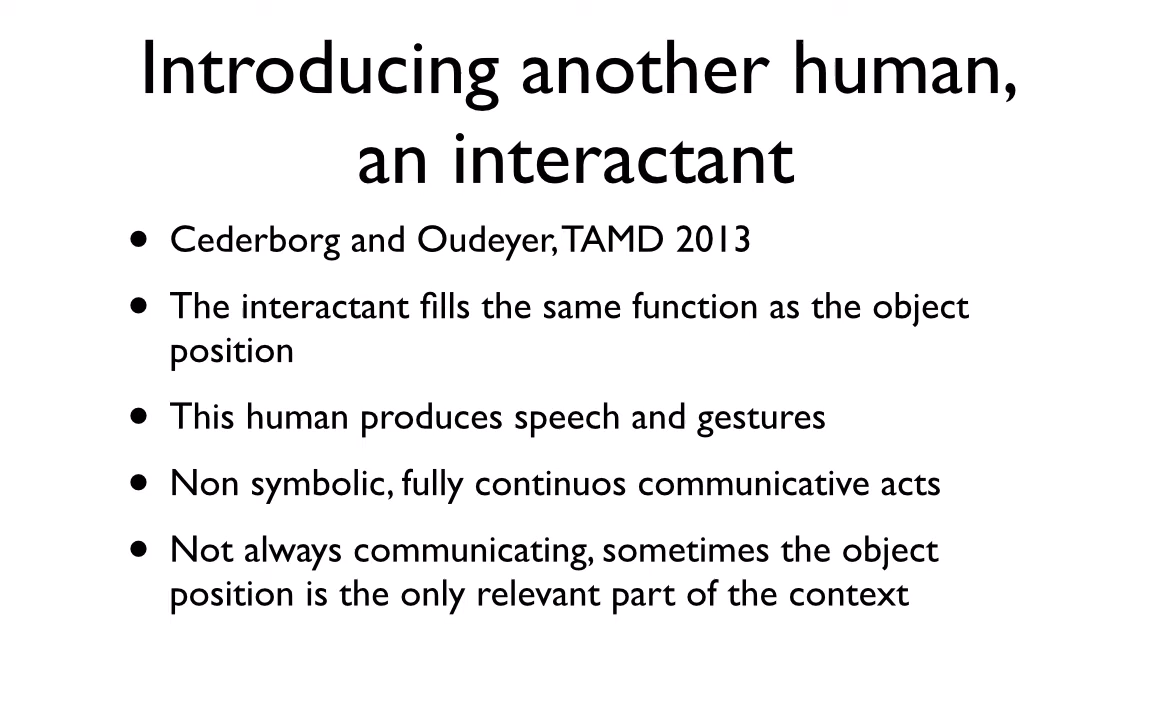 Introducing another human,
an interactant
• Cederborg and Oudeyer, TAMD 2013
• The interactant fills the same function as the object
position
• This human produces speech and gestures
• Non symbolic, fully continuos communicative acts
• Not always communicating, sometimes the object
position is the only relevant part of the context